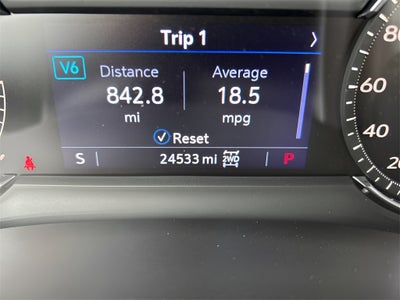 Trip 1
V6 Distance Average
842.8 18.5
mi mpg
Reset
S 24533 mi 2WD P
80
60
40
20